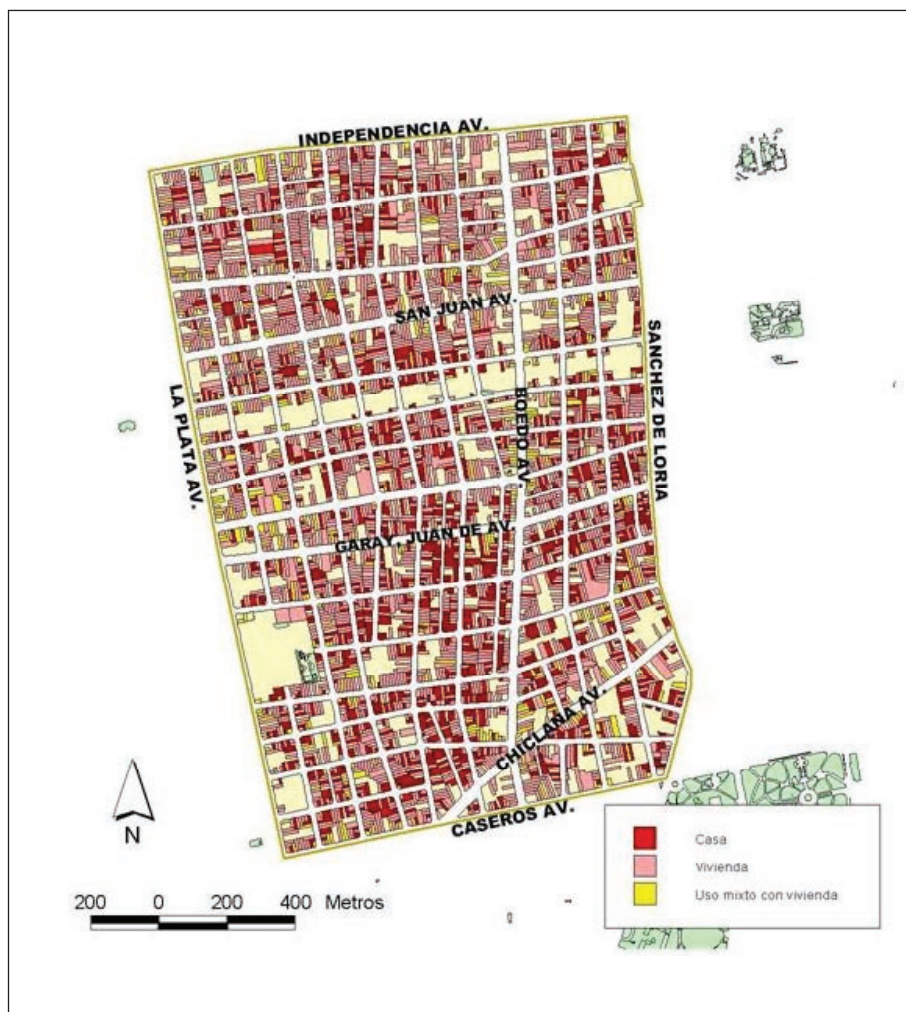 INDEPENDENCIA AV.
SAN JUAN AV.
SANCHEZ DE LORIA
LA PLATA AV.
BOEDO AV.
GARAY, JUAN DE AV.
CHICLANA AV.
CASEROS AV.
N
200 0 200 400 Metros
Casa
Vivienda
Uso mixto con vivienda